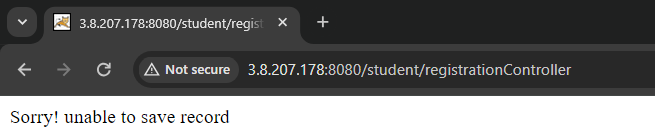 3.8.207.178:8080/student/regist
Not secure
3.8.207.178:8080/student/registrationController
Sorry! unable to save record